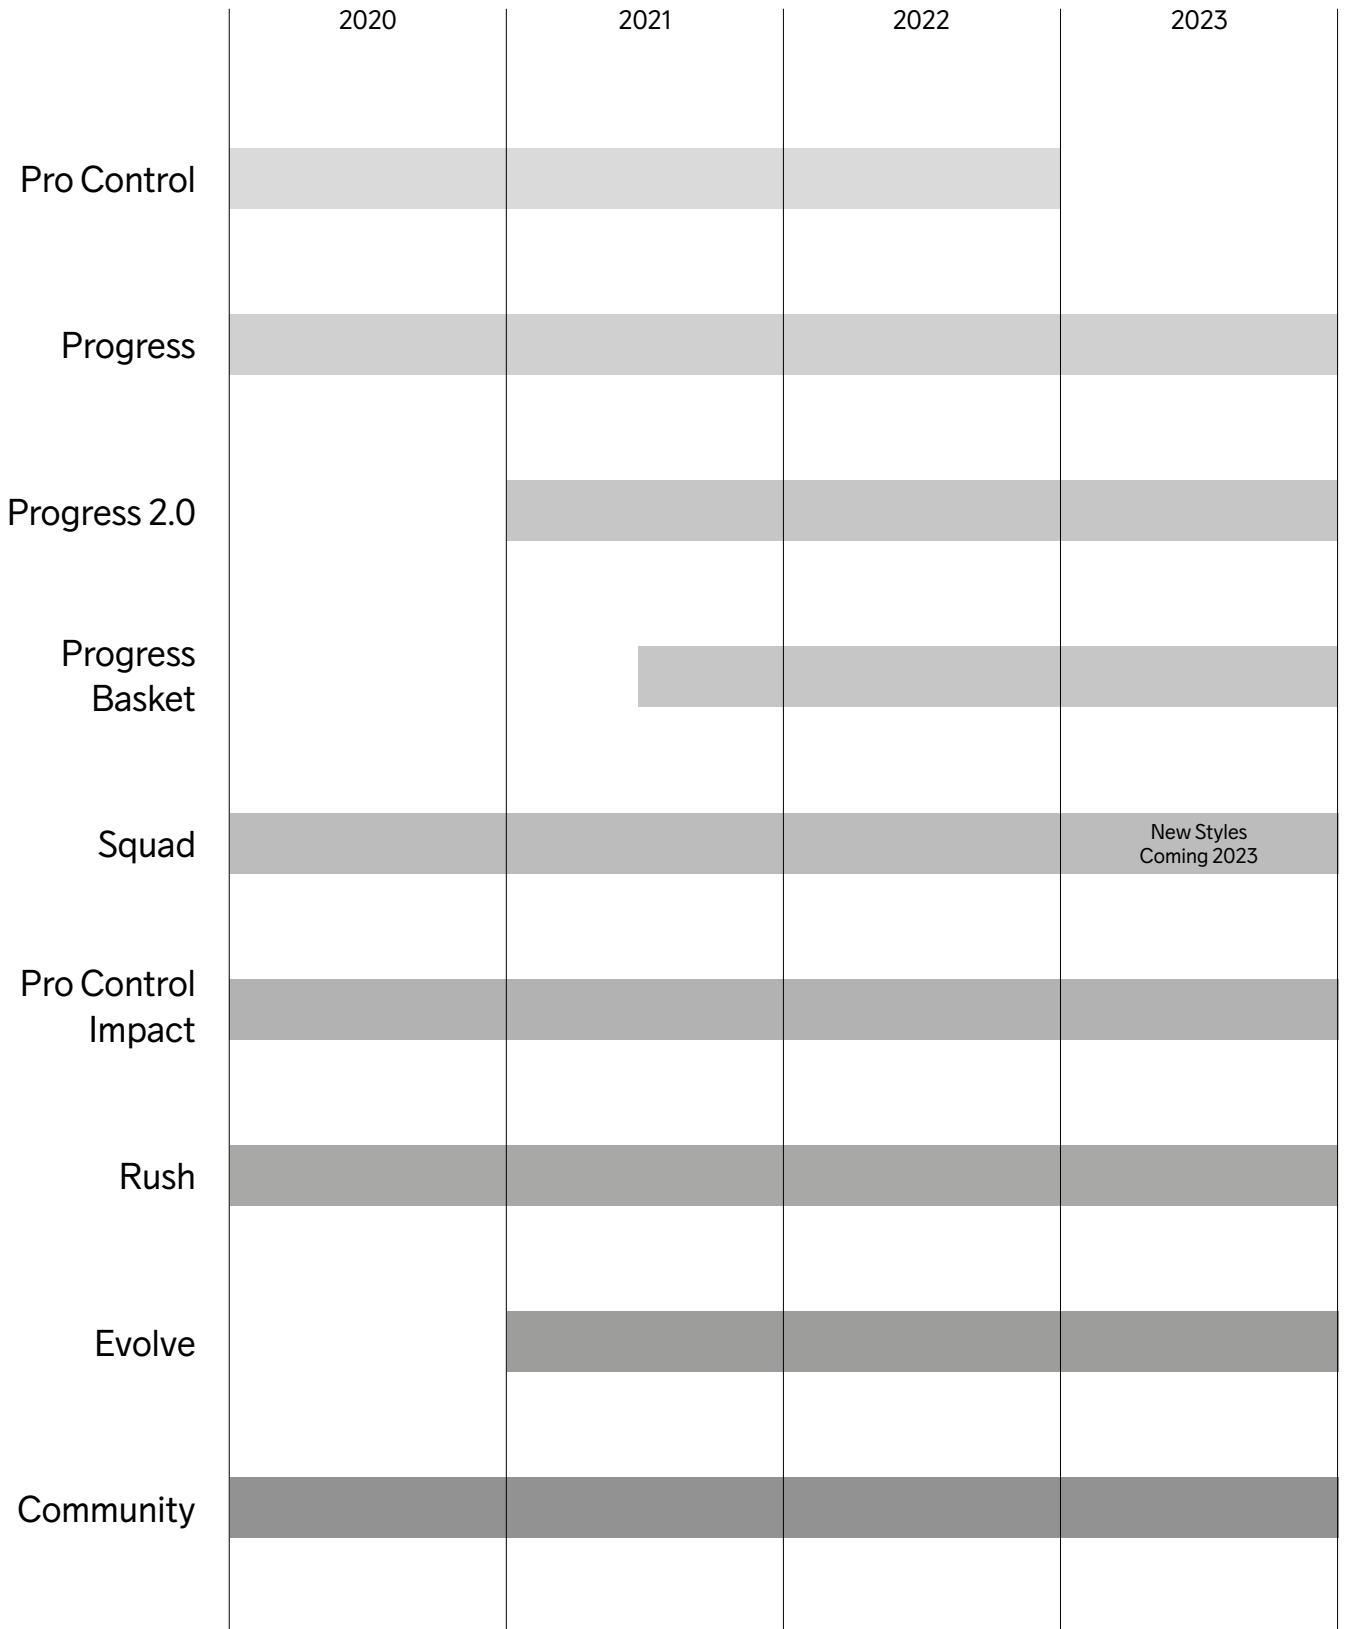 2020 2021 2022 2023
Pro Control
Progress
Progress 2.0
Progress
Basket
Squad
New Styles
Coming 2023
Pro Control
Impact
Rush
Evolve
Community